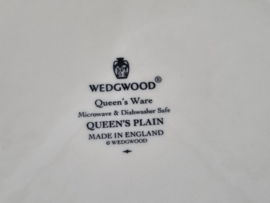 WEDGWOOD®
Queen's Ware
Microwave & Dishwasher Safe
QUEEN'S PLAIN
MADE IN ENGLAND
© WEDGWOOD